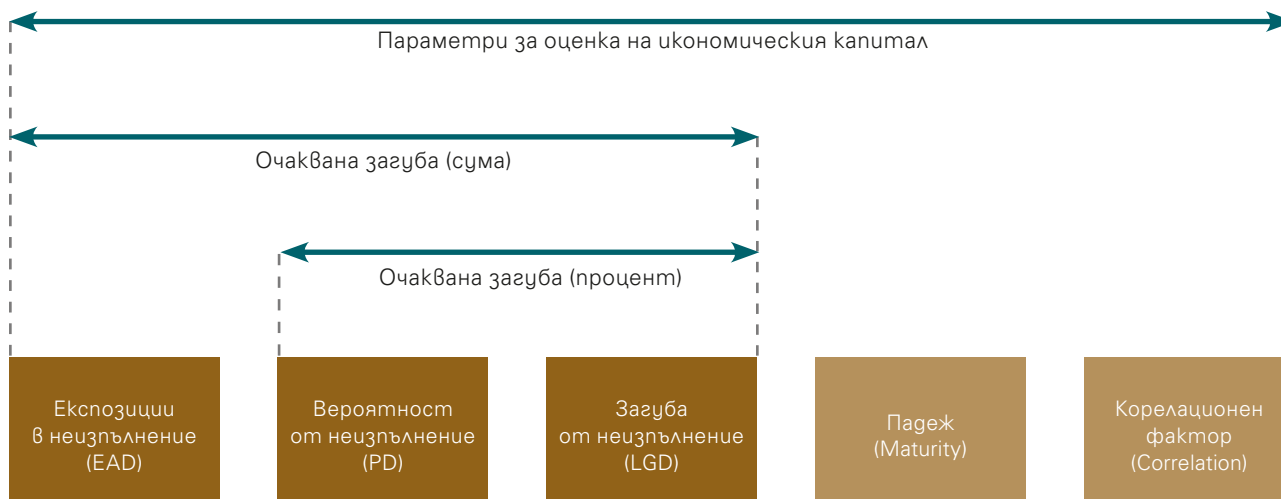 Параметри за оценка на икономическия капитал
Очаквана загуба (сума)
Очаквана загуба (процент)
Експозиции
в неизпълнение
(EAD)
Вероятност
от неизпълнение
(PD)
Загуба
от неизпълнение
(LGD)
Падеж
(Maturity)
Корелационен
фактор
(Correlation)